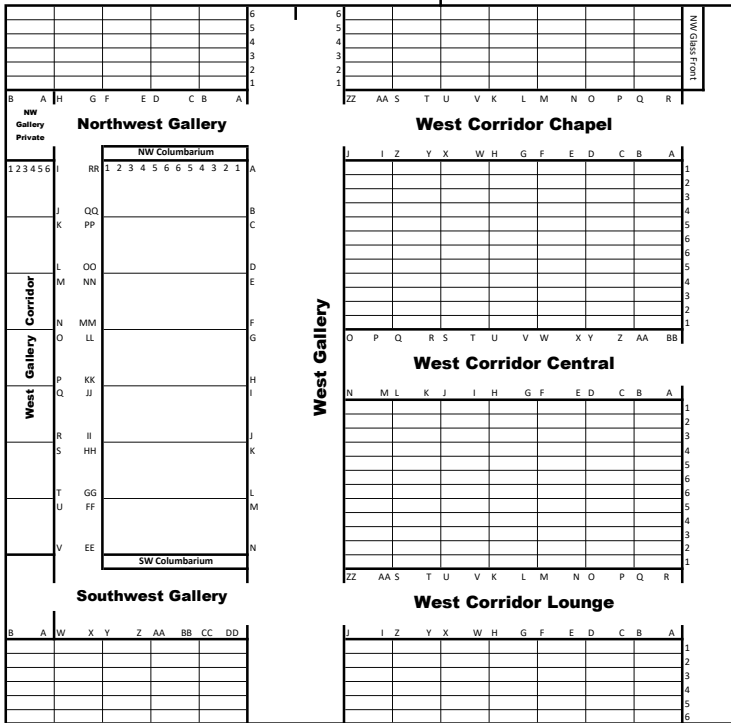 6 6
5 5
4 4
3 3
2 2
1 1
NW Glass Front
B A H G F E D C B A
ZZ AA S T U V K L M N O P Q R
NW
Gallery
Private
Northwest Gallery
West Corridor Chapel
NW Columbarium
J I Z Y X W H G F E D C B A
1 2 3 4 5 6 I RR 1 2 3 4 5 6 6 5 4 3 2 1 A
J QQ B
K PP C
L OO D
M NN E
N MM F
O LL G
P KK H
Q JJ I
R II J
S HH K
T GG L
U FF M
V EE N
West Gallery Corridor
SW Columbarium
Southwest Gallery
B A W X Y Z AA BB CC DD
West Gallery
1
2
3
4
5
6
6
5
4
3
2
1
O P Q R S T U V W X Y Z AA BB
West Corridor Central
N M L K J I H G F E D C B A
1
2
3
4
5
6
6
5
4
3
2
1
ZZ AA S T U V K L M N O P Q R
West Corridor Lounge
J I Z Y X W H G F E D C B A
1
2
3
4
5
6